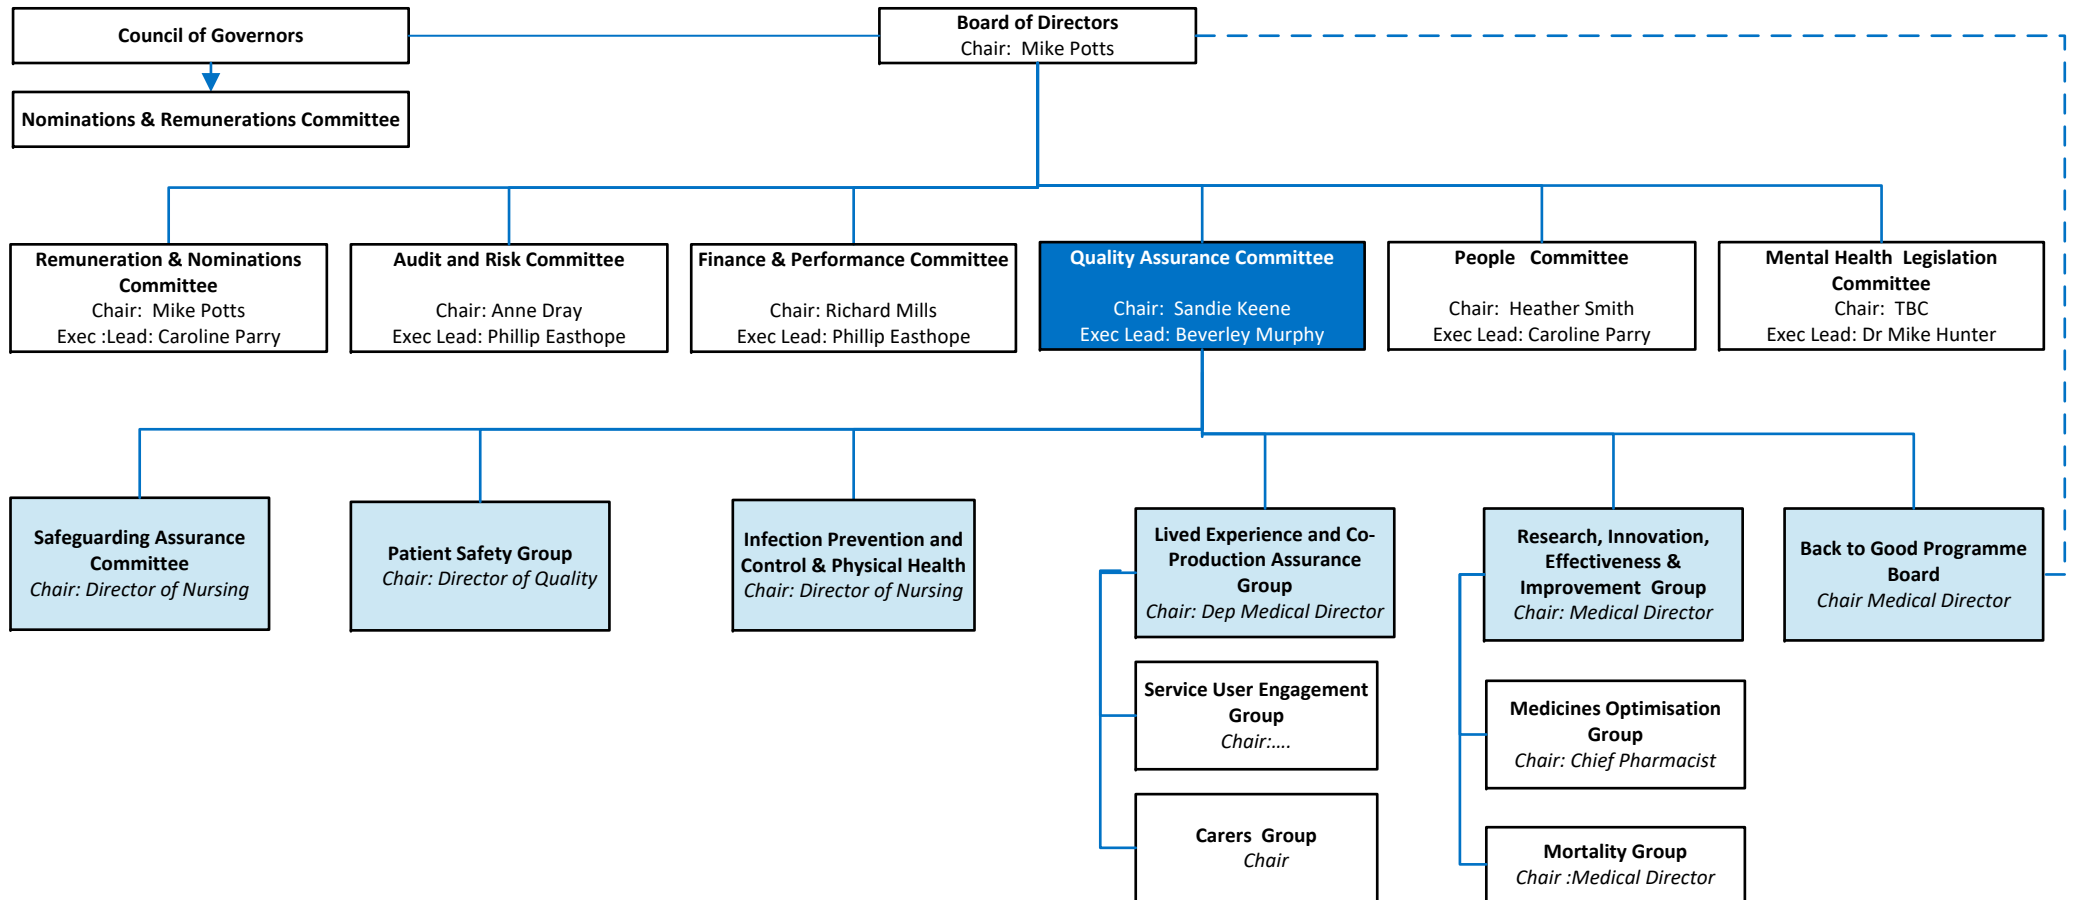 Council of Governors
Board of Directors
Chair:  Mike Potts
Nominations & Remunerations Committee
Remuneration & Nominations
Committee
Chair:  Mike Potts
Exec :Lead: Caroline Parry
Audit and Risk Committee
Chair: Anne Dray
Exec Lead: Phillip Easthope
Finance & Performance Committee
Chair: Richard Mills
Exec Lead: Phillip Easthope
Quality Assurance Committee
Chair:  Sandie Keene
Exec Lead: Beverley Murphy
People   Committee
Chair:  Heather Smith
Exec Lead: Caroline Parry
Mental Health  Legislation
Committee
Chair:  TBC
Exec Lead: Dr Mike Hunter
Safeguarding Assurance
Committee
Chair: Director of Nursing
Patient Safety Group
Chair: Director of Quality
Infection Prevention and
Control & Physical Health
Chair: Director of Nursing
Lived Experience and Co-
Production Assurance
Group
Chair: Dep Medical Director
Research, Innovation,
Effectiveness &
Improvement  Group
Chair: Medical Director
Back to Good Programme
Board
Chair Medical Director
Service User Engagement
Group
Chair:....
Medicines Optimisation
Group
Chair: Chief Pharmacist
Carers  Group
Chair
Mortality Group
Chair :Medical Director